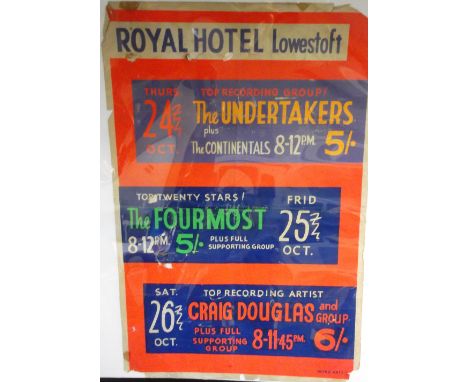 ROYAL HOTEL Lowestoft
THURS. TOP RECORDING GROUP!
24TH The UNDERTAKERS
plus
OCT. The CONTINENTALS 8-12PM. 5/-
TOP TWENTY STARS! FRID
The FOURMOST 25TH
8-12PM. 5/- PLUS FULL SUPPORTING GROUP OCT.
SAT. TOP RECORDING ARTIST
26TH CRAIG DOUGLAS and GROUP
OCT. PLUS FULL SUPPORTING GROUP 8-11·45PM. 6/-